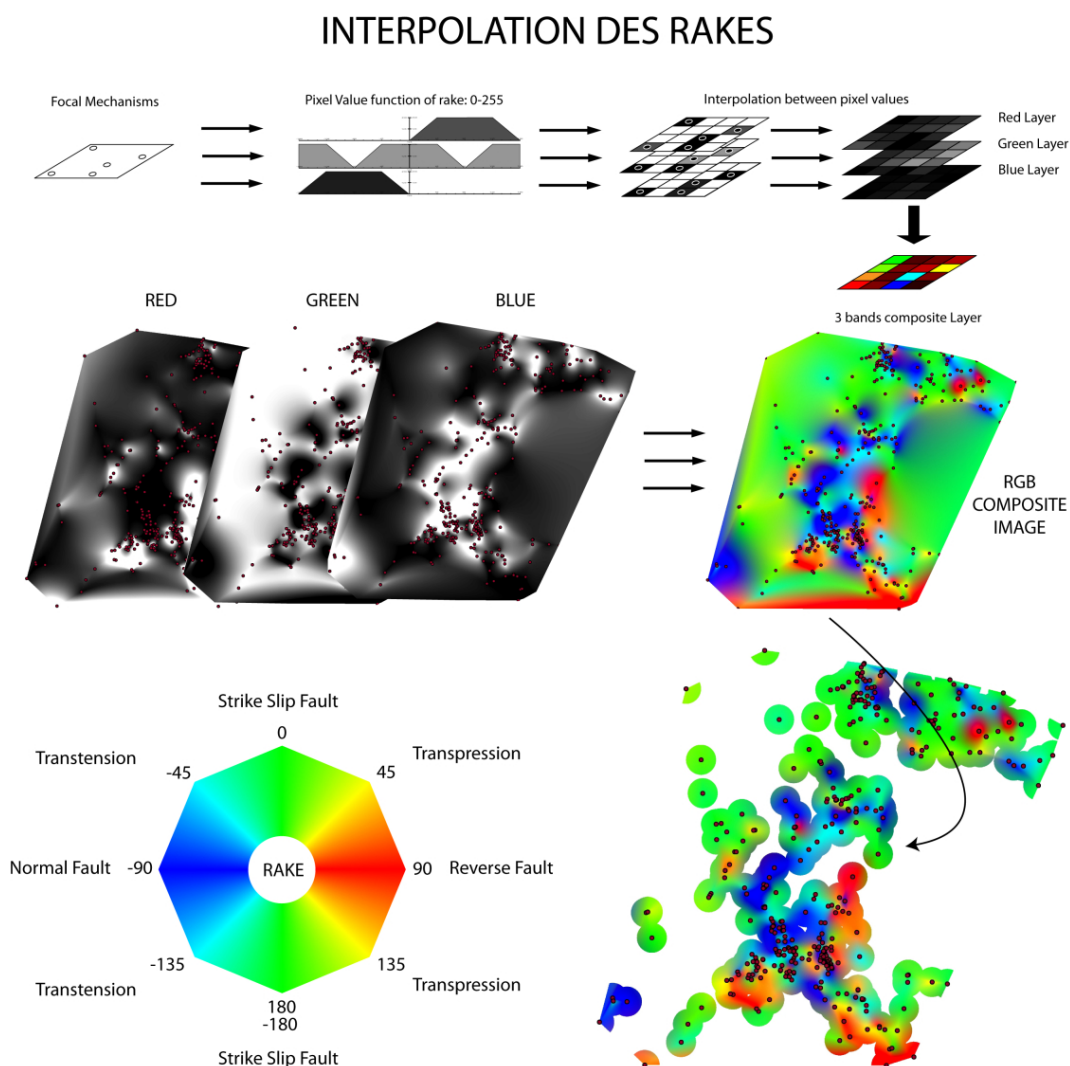 INTERPOLATION DES RAKES
Focal Mechanisms
Pixel Value function of rake: 0-255
Interpolation between pixel values
Red Layer
Green Layer
Blue Layer
3 bands composite Layer
RED
GREEN
BLUE
RGB
COMPOSITE
IMAGE
Strike Slip Fault
0
Transtension
Transpression
-45
45
Normal Fault
-90
RAKE
90
Reverse Fault
-135
135
Transtension
Transpression
180
-180
Strike Slip Fault